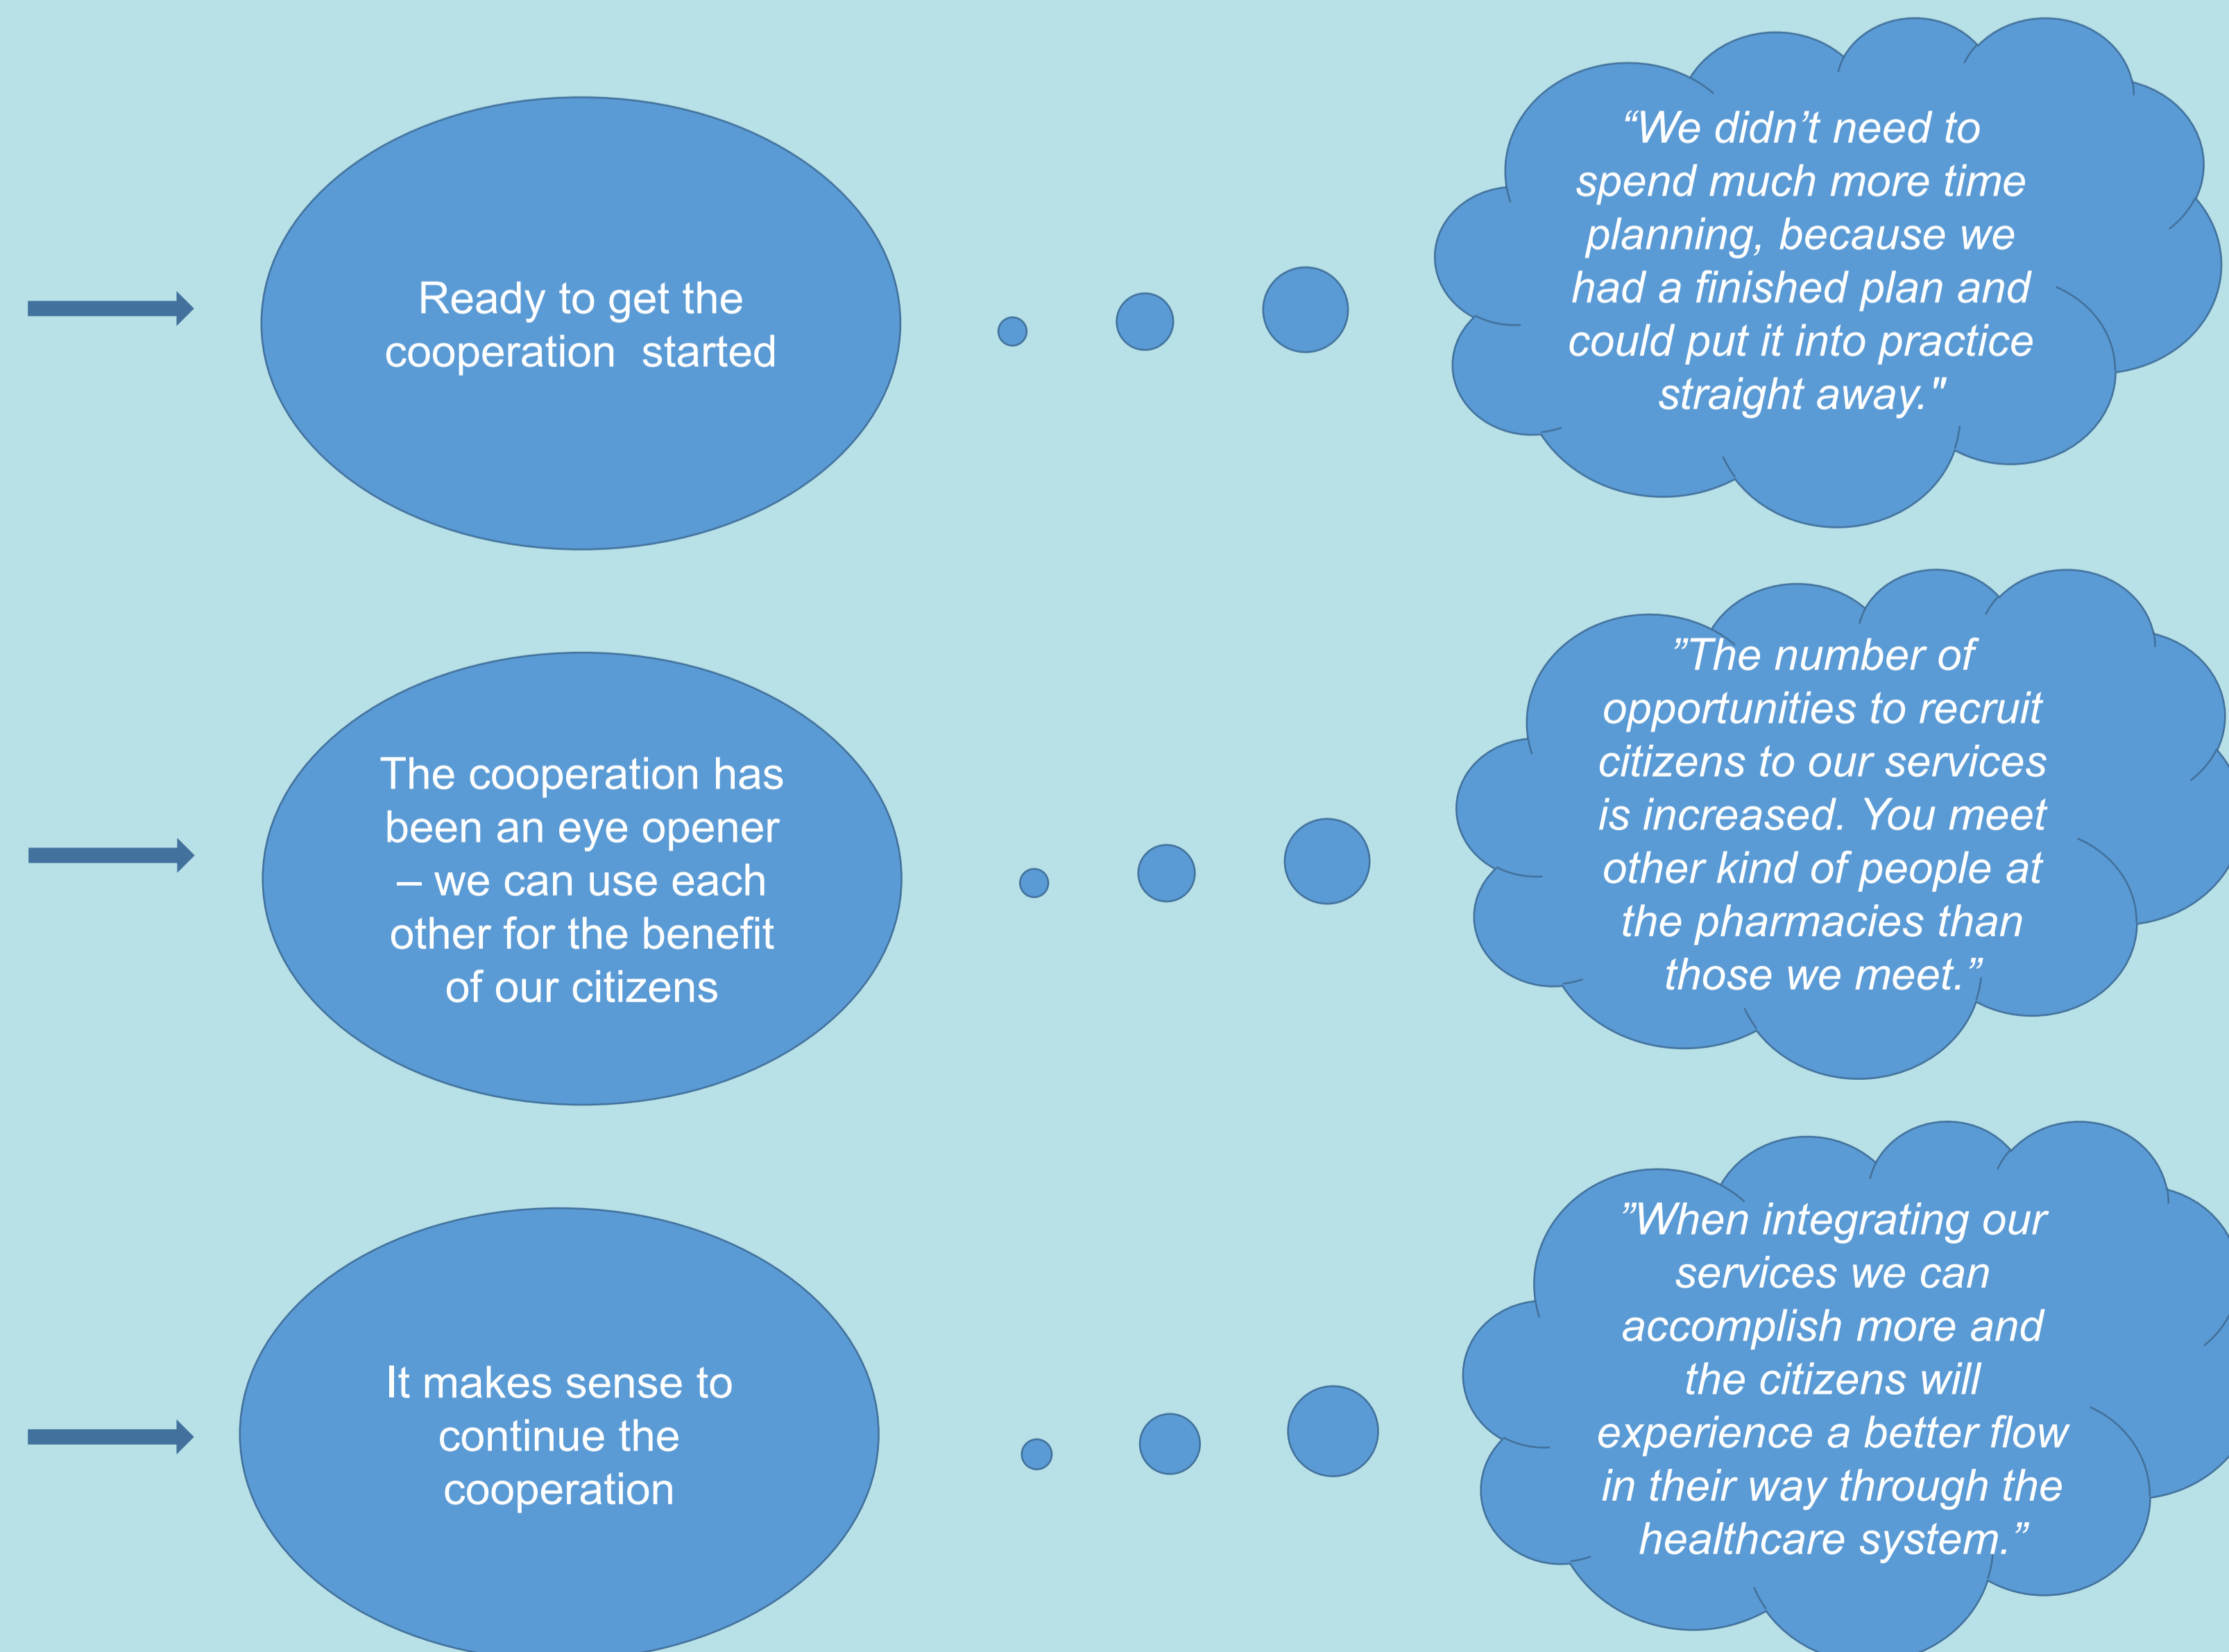 Ready to get the
cooperation  started
“We didn’t need to
spend much more time
planning, because we
had a finished plan and
could put it into practice
straight away."
The cooperation has
been an eye opener
– we can use each
other for the benefit
of our citizens
”The number of
opportunities to recruit
citizens to our services
is increased. You meet
other kind of people at
the pharmacies than
those we meet.”
It makes sense to
continue the
cooperation
”When integrating our
services we can
accomplish more and
the citizens will
experience a better flow
in their way through the
healthcare system.”